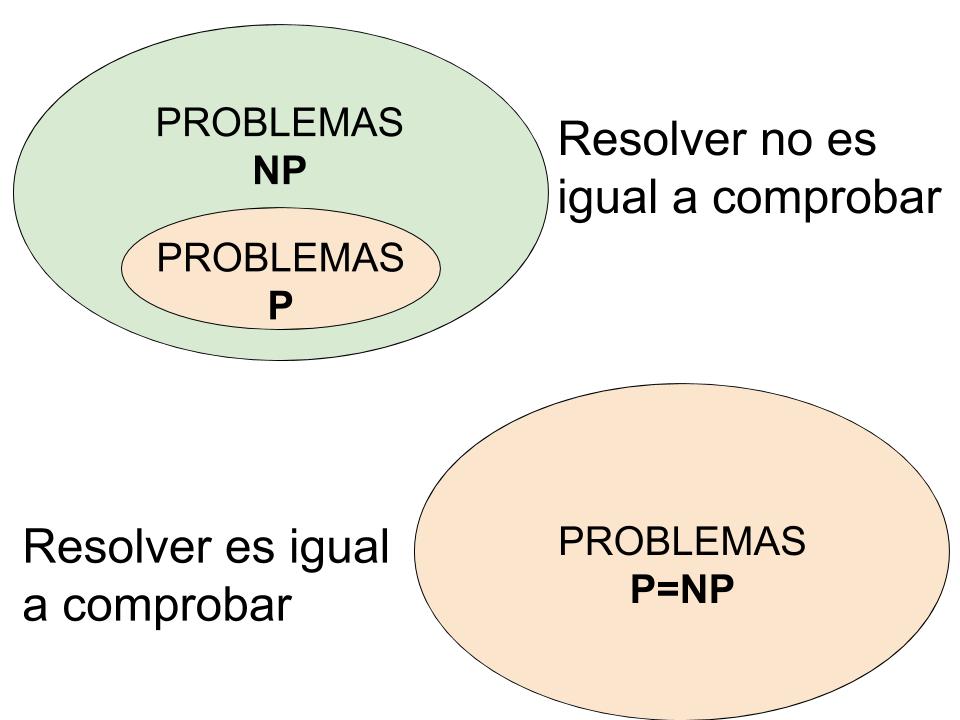 PROBLEMAS
NP
PROBLEMAS
P
Resolver no es
igual a comprobar
Resolver es igual
a comprobar
PROBLEMAS
P=NP